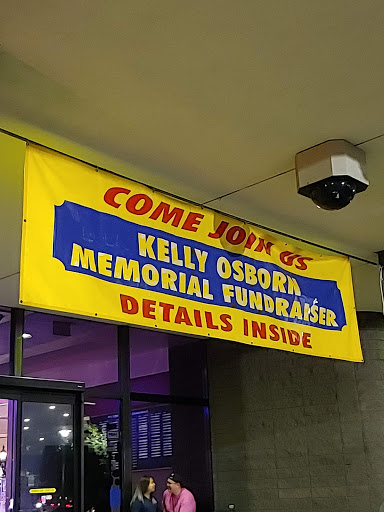 COME JOIN US
KELLY OSBORN
MEMORIAL FUNDRAISER
DETAILS INSIDE